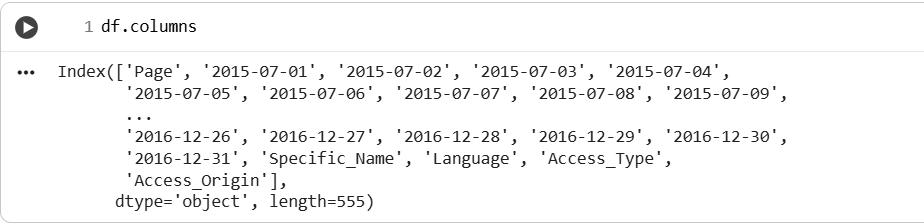 1 df.columns
Index(['Page', '2015-07-01', '2015-07-02', '2015-07-03', '2015-07-04',
'2015-07-05', '2015-07-06', '2015-07-07', '2015-07-08', '2015-07-09',
...
'2016-12-26', '2016-12-27', '2016-12-28', '2016-12-29', '2016-12-30',
'2016-12-31', 'Specific_Name', 'Language', 'Access_Type',
'Access_Origin'],
dtype='object', length=555)